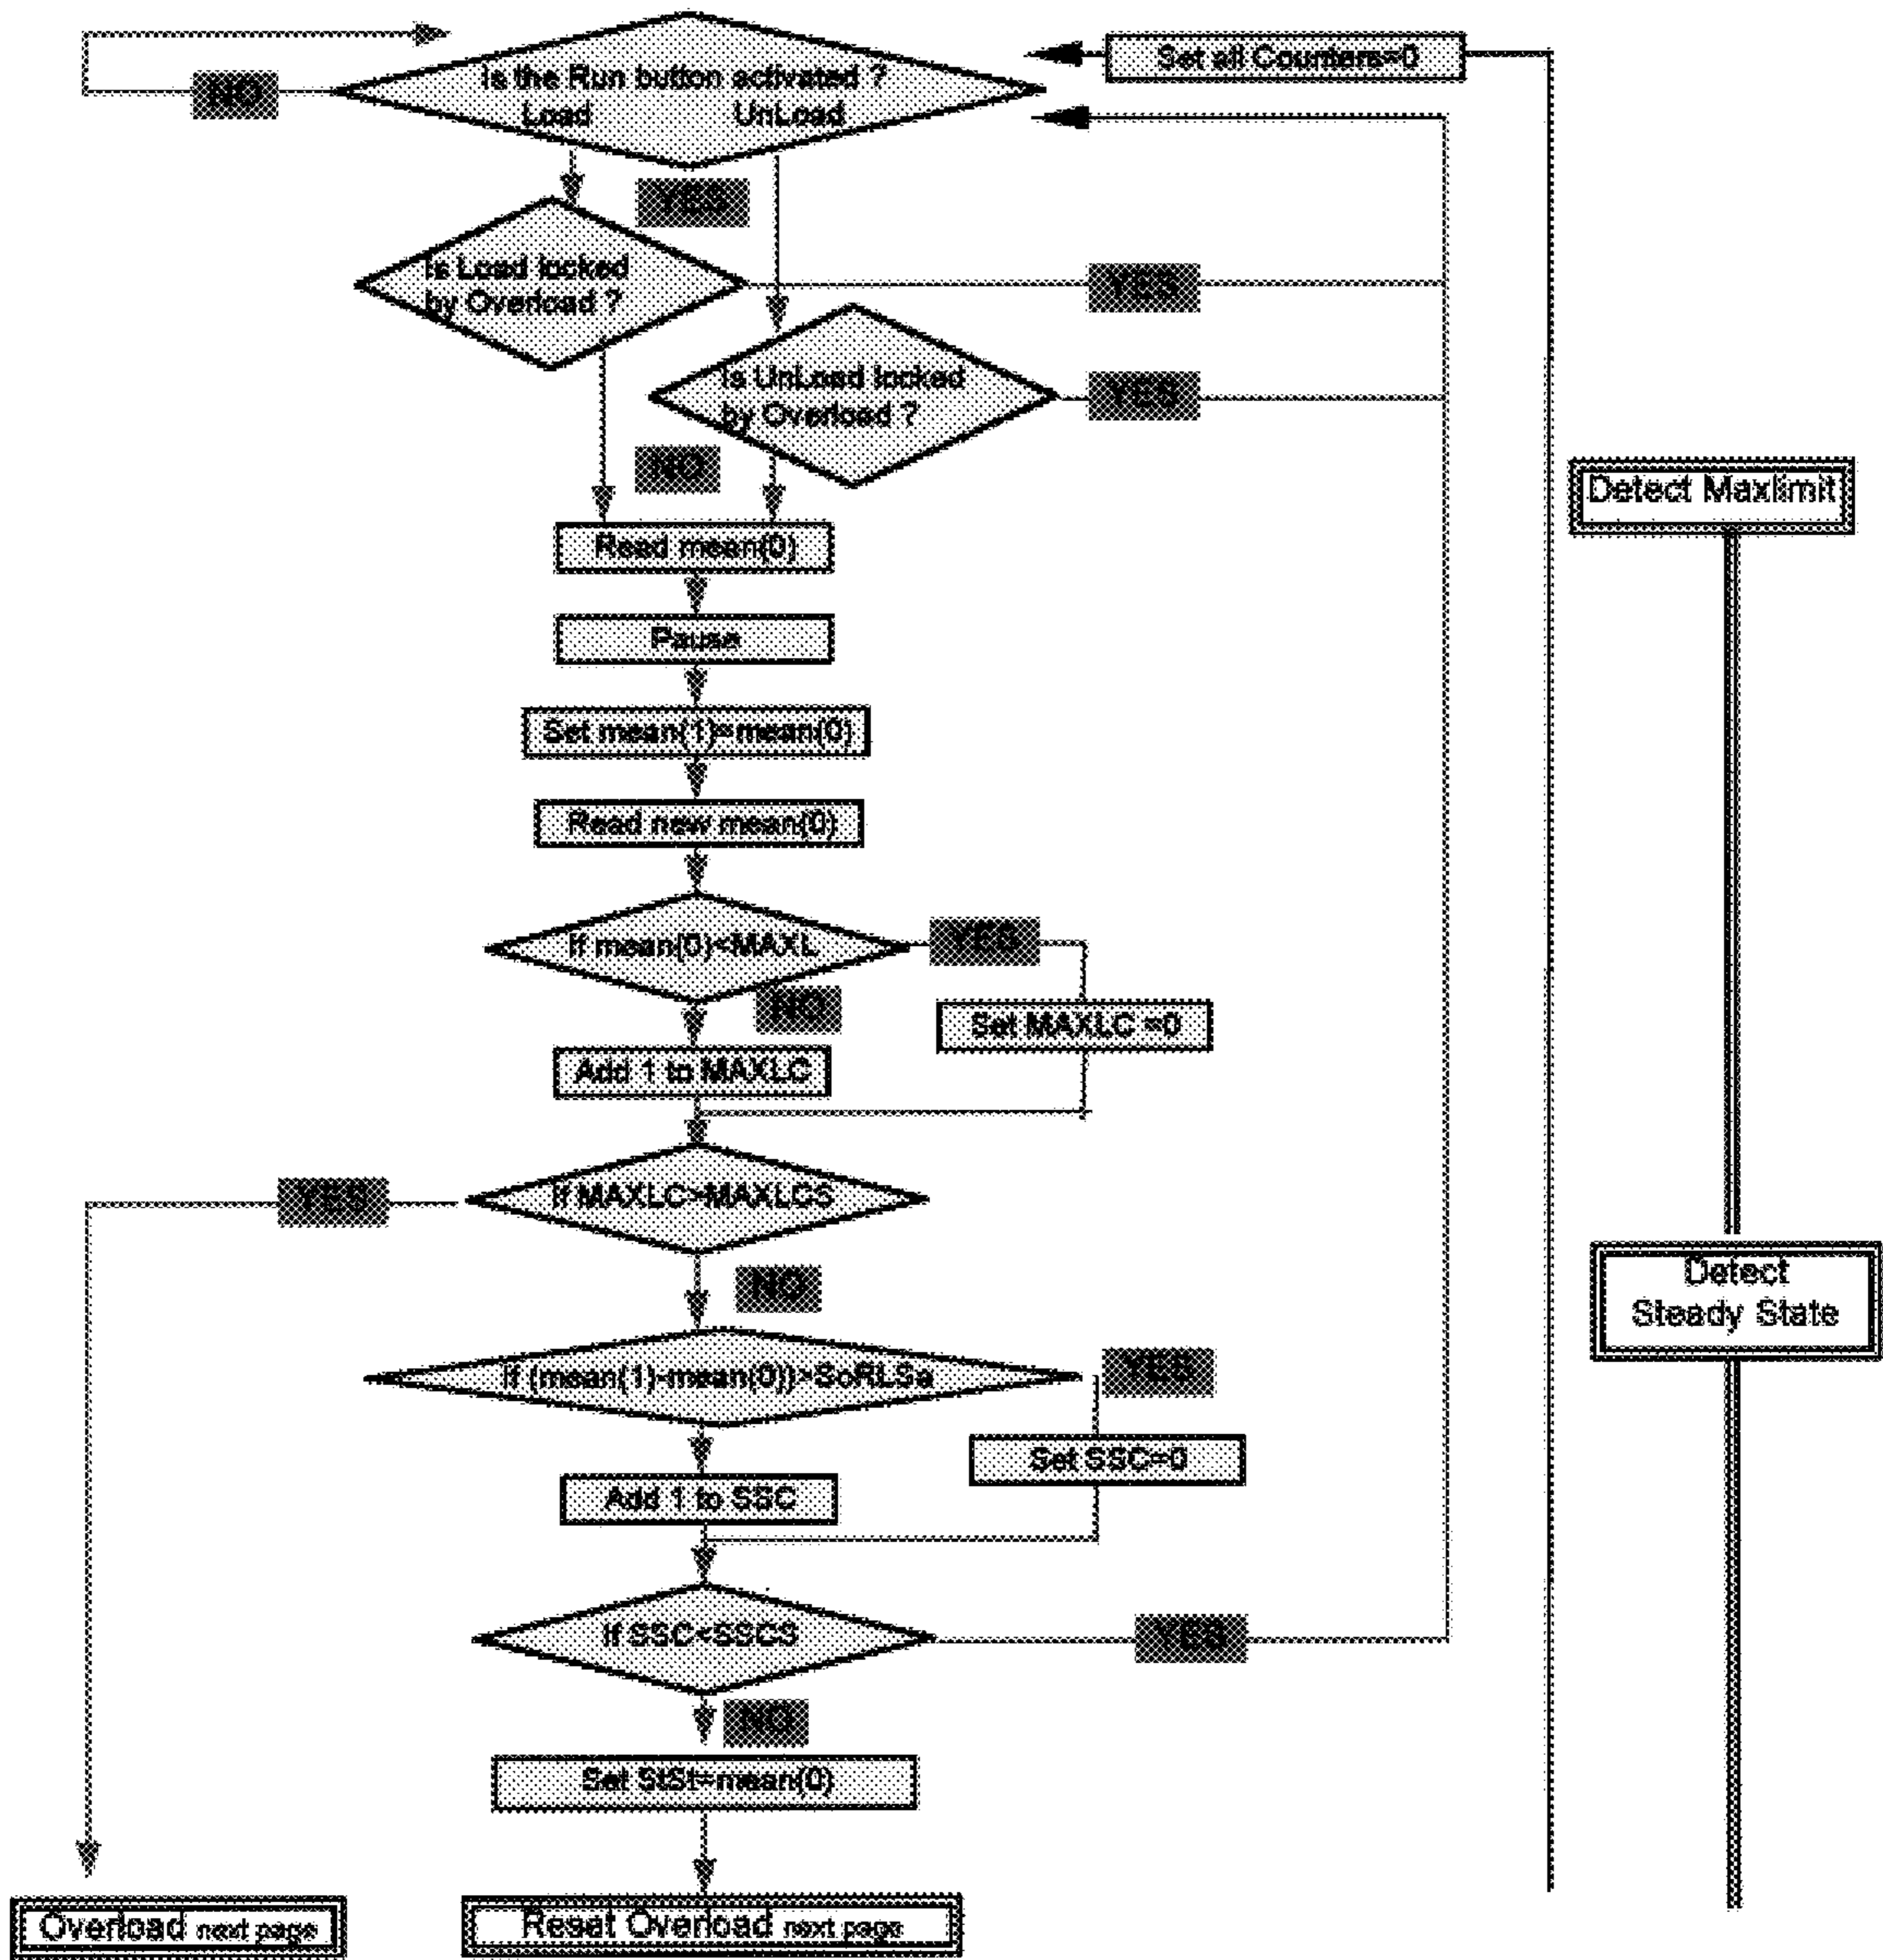 Set all Counters=0
Is the Run button activated ?
Load UnLoad
NO
YES
Is Load locked
by Overload ?
YES
Is UnLoad locked
by Overload ?
YES
NO
Detect Maxlimit
Read mean(0)
Pause
Set mean(1)=mean(0)
Read new mean(0)
If mean(0)<MAXL
YES
NO
Set MAXLC =0
Add 1 to MAXLC
If MAXLC>MAXLCS
YES
NO
Detect
Steady State
If (mean(1)-mean(0))>SoRLSa
YES
Set SSC=0
Add 1 to SSC
If SSC<SSCS
YES
NO
Set StSt=mean(0)
Overload next page
Reset Overload next page